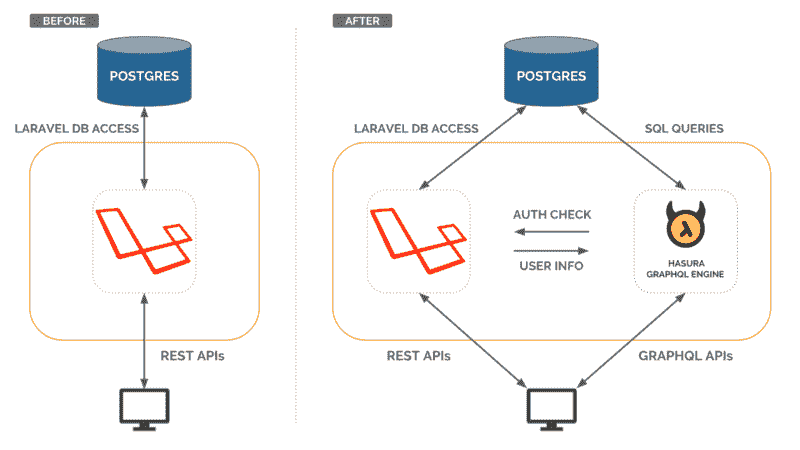 BEFORE
POSTGRES
LARAVEL DB ACCESS
REST APIs
AFTER
POSTGRES
LARAVEL DB ACCESS
SQL QUERIES
AUTH CHECK
USER INFO
λ
HASURA
GRAPHQL ENGINE
REST APIs
GRAPHQL APIs